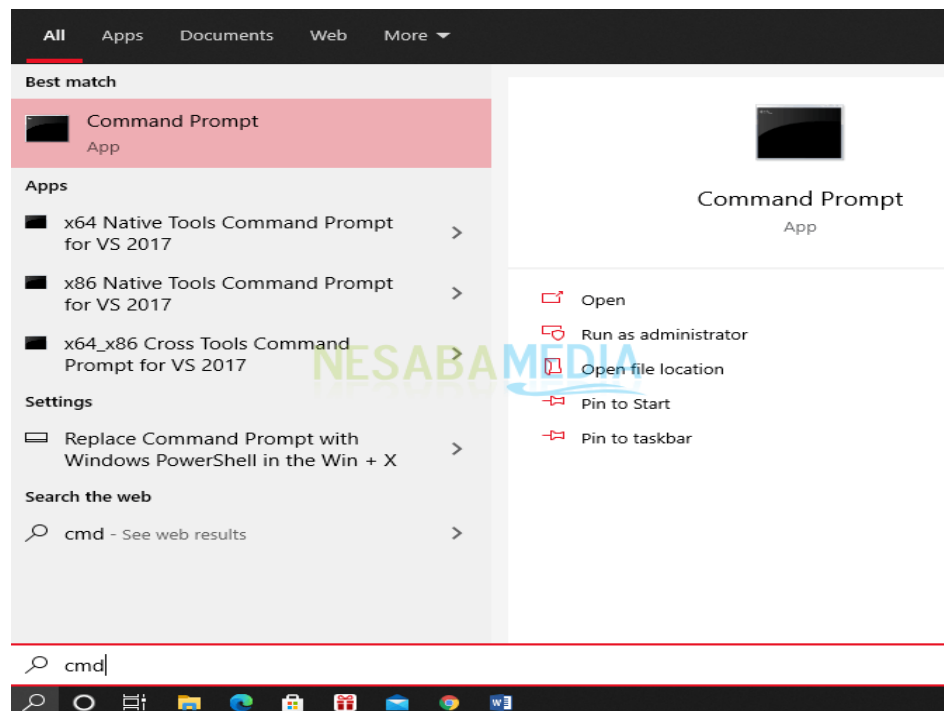 All Apps Documents Web More
Best match
Command Prompt
App
Apps
x64 Native Tools Command Prompt
for VS 2017
x86 Native Tools Command Prompt
for VS 2017
x64_x86 Cross Tools Command
Prompt for VS 2017
Settings
Replace Command Prompt with
Windows PowerShell in the Win + X
Search the web
cmd - See web results
Command Prompt
App
Open
Run as administrator
Open file location
Pin to Start
Pin to taskbar
NESABAMEDIA
cmd
W